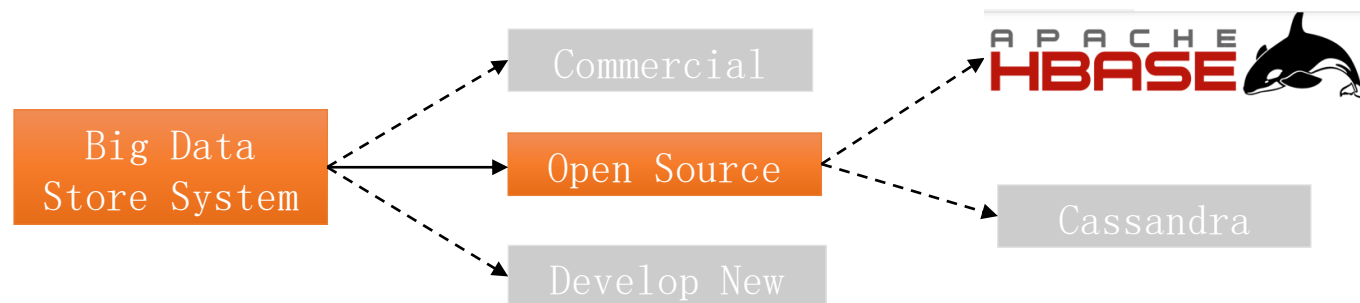 Big Data
Store System
Commercial
Open Source
Develop New
APACHE
HBASE
Cassandra